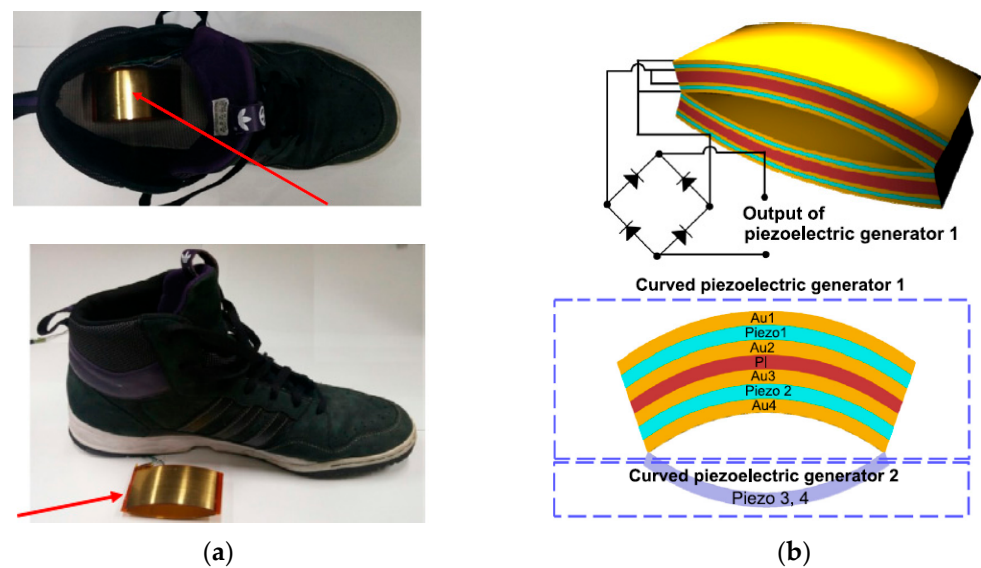 Output of
piezoelectric generator 1
Curved piezoelectric generator 1
Au1
Piezo1
Au2
PI
Au3
Piezo 2
Au4
Curved piezoelectric generator 2
Piezo 3, 4
(a)
(b)